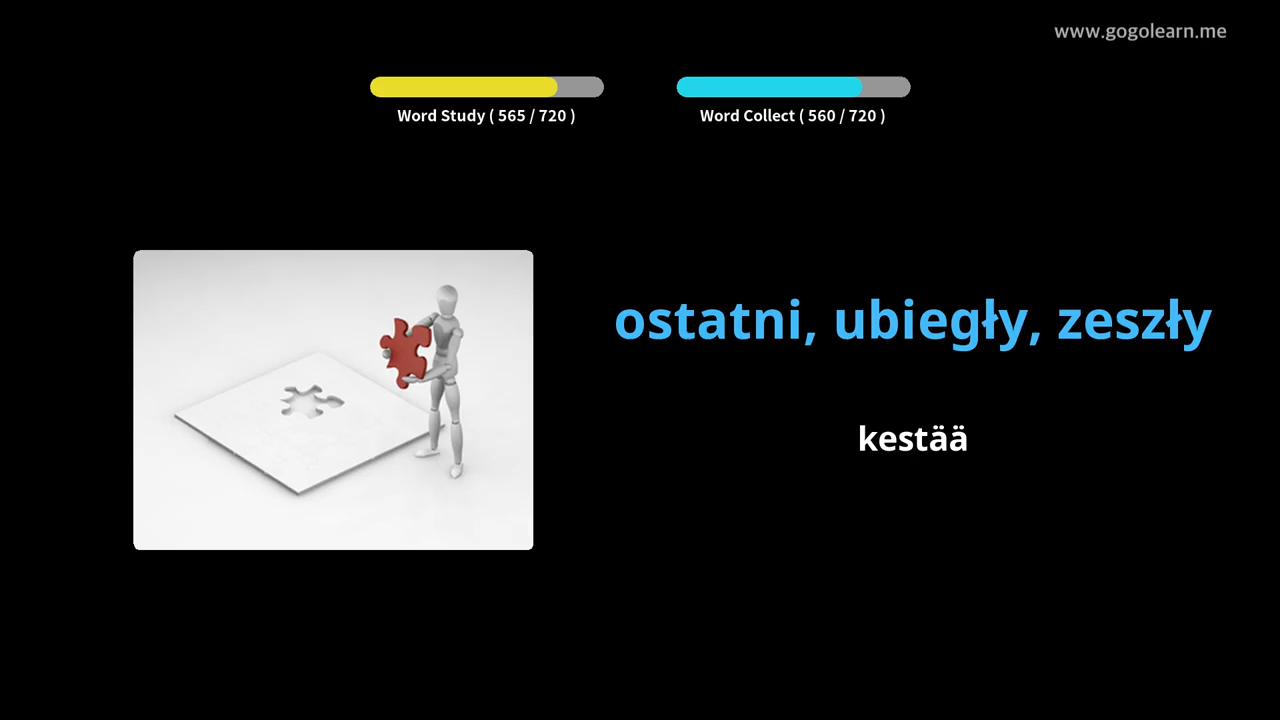 www.gogolearn.me
Word Study ( 565 / 720 )
Word Collect ( 560 / 720 )
ostatni, ubiegły, zeszły
kestää